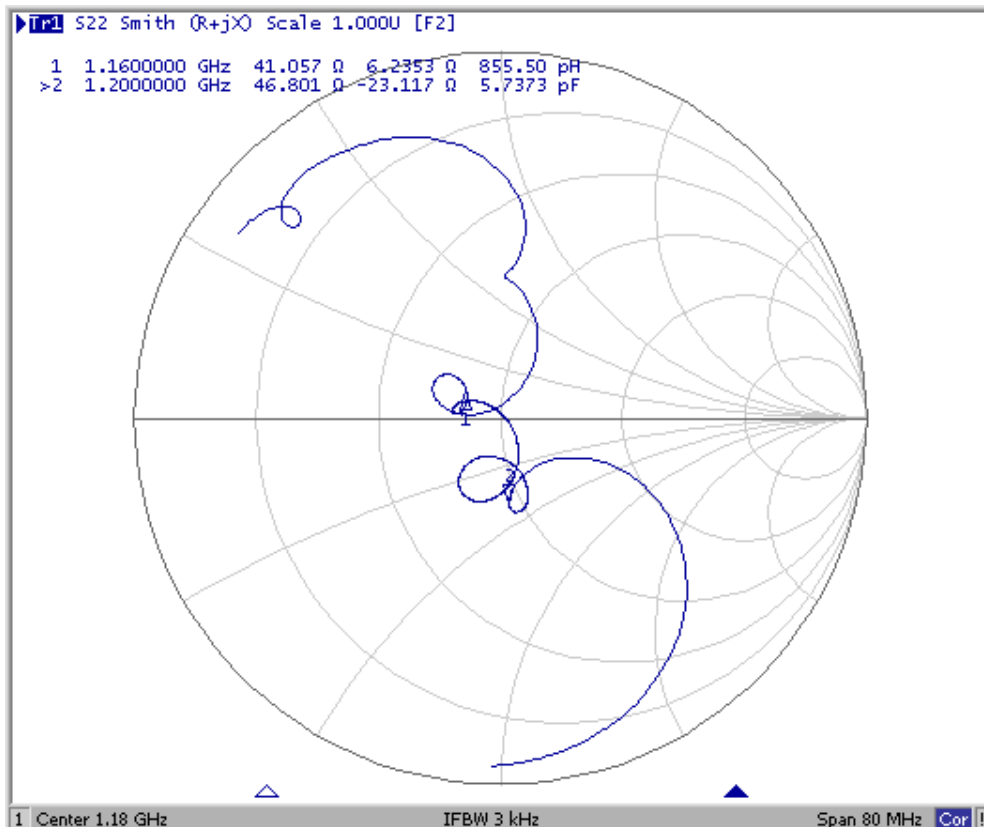 Tr1 S22 Smith (R+jX) Scale 1.000U [F2]
1 1.1600000 GHz 41.057 Ω 6.2353 Ω 855.50 pH
>2 1.2000000 GHz 46.801 Ω -23.117 Ω 5.7373 pF
1
2
1 Center 1.18 GHz IFBW 3 kHz Span 80 MHz Cor !